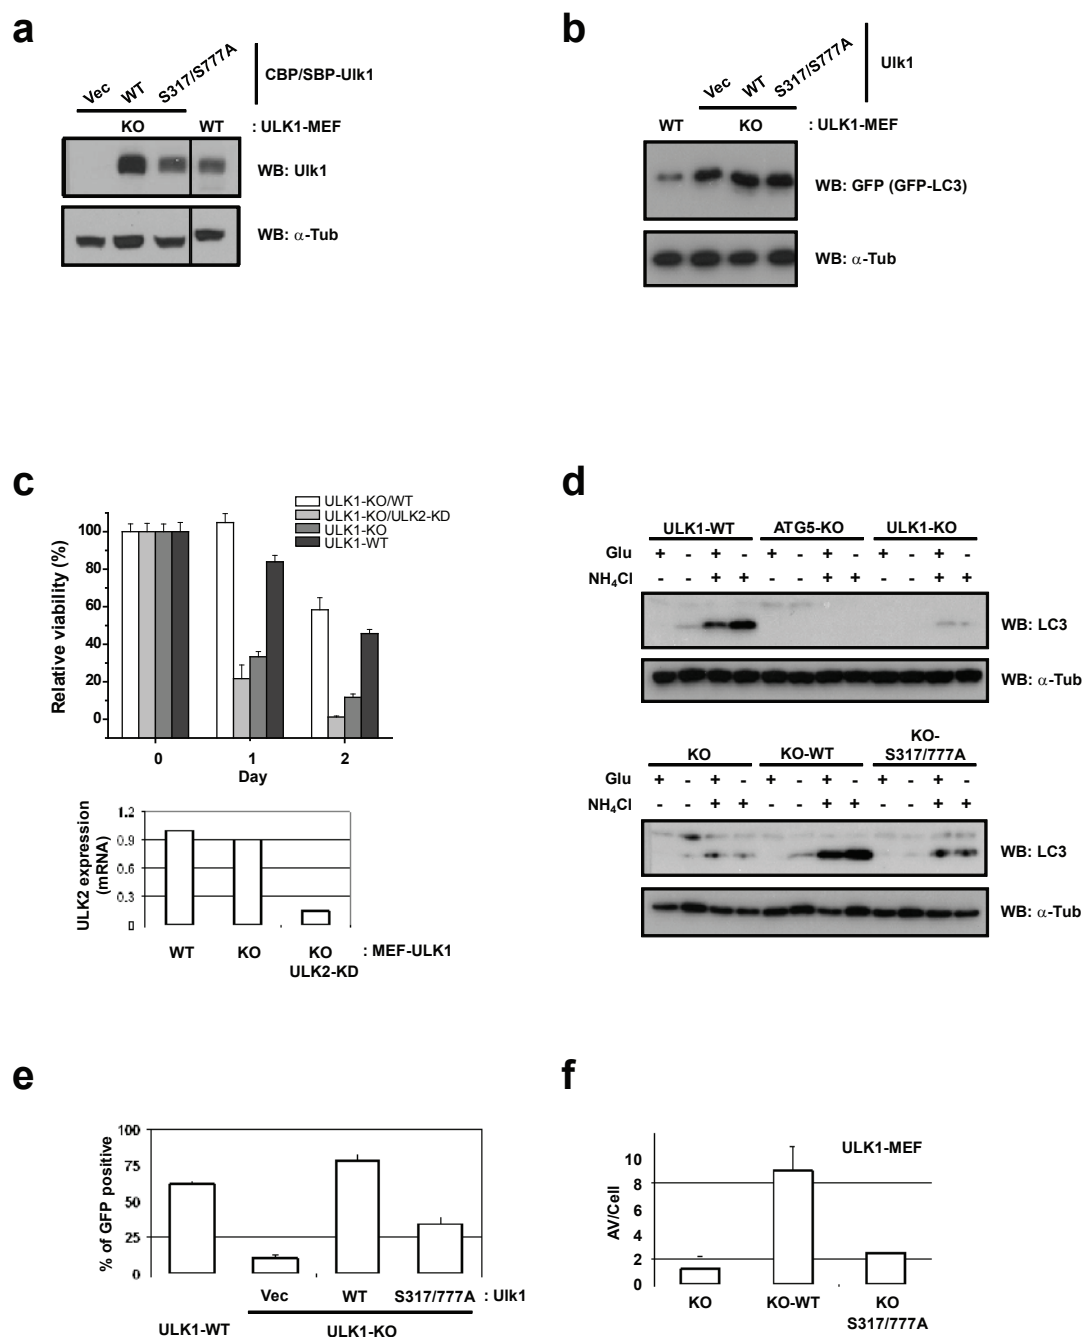 a
Vec WT S317/S777A
CBP/SBP-Ulk1
KO WT : ULK1-MEF
WB: Ulk1
WB: α-Tub
b
Vec WT S317/S777A
Ulk1
WT KO : ULK1-MEF
WB: GFP (GFP-LC3)
WB: α-Tub
c
ULK1-KO/WT
ULK1-KO/ULK2-KD
ULK1-KO
ULK1-WT
Relative viability (%)
100
80
60
40
20
0
0 1 2
Day
ULK2 expression
(mRNA)
1.2
0.9
0.6
0.3
0
WT KO KO : MEF-ULK1
ULK2-KD
d
ULK1-WT ATG5-KO ULK1-KO
Glu + - + - + - + - + - + -
NH₄Cl - - + + - - + + - - + +
WB: LC3
WB: α-Tub
KO KO-WT KO-
S317/777A
Glu + - + - + - + - + - + -
NH₄Cl - - + + - - + + - - + +
WB: LC3
WB: α-Tub
e
% of GFP positive
100
75
50
25
0
Vec WT S317/777A : Ulk1
ULK1-WT ULK1-KO
f
ULK1-MEF
AV/Cell
10
8
6
4
2
0
KO KO-WT KO
S317/777A